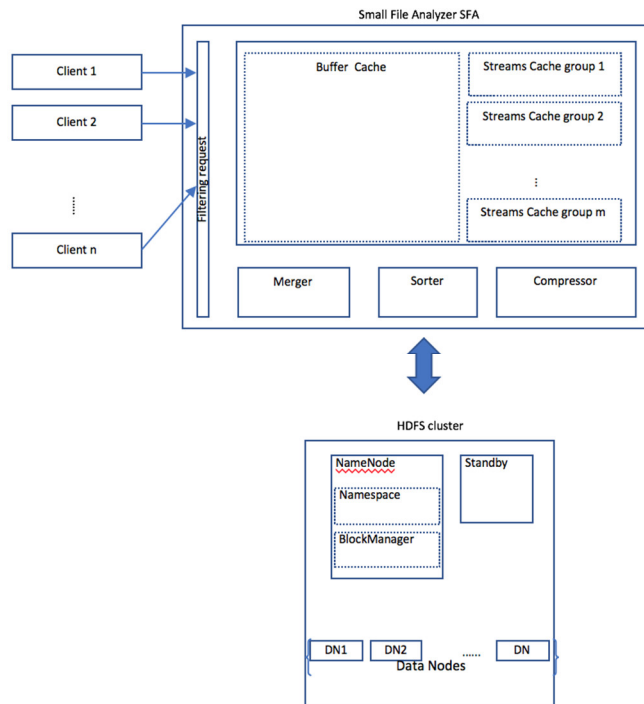 Small File Analyzer SFA
Client 1
Client 2
......
Client n
Filtering request
Buffer Cache
Streams Cache group 1
Streams Cache group 2
...
Streams Cache group m
Merger
Sorter
Compressor
HDFS cluster
NameNode
Namespace
BlockManager
Standby
DN1
DN2
......
DN
Data Nodes